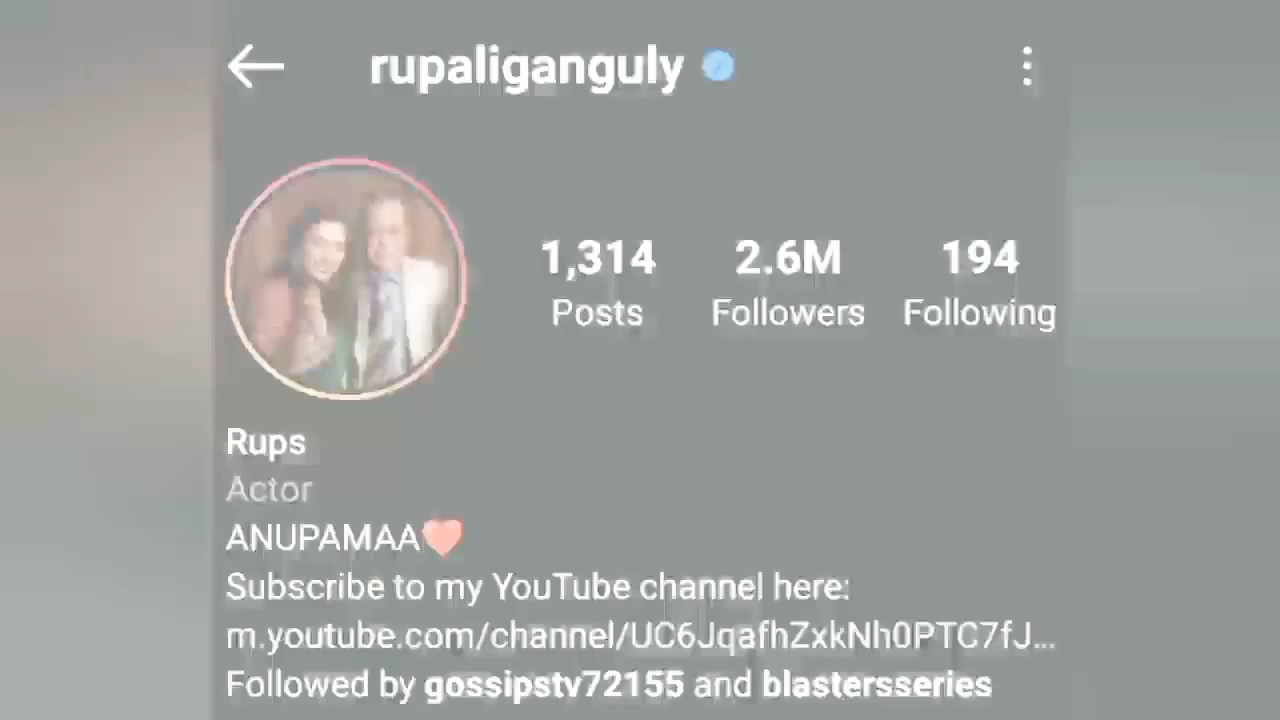 rupaliganguly
1,314 2.6M 194
Posts Followers Following
Rups
Actor
ANUPAMAA❤️
Subscribe to my YouTube channel here:
m.youtube.com/channel/UC6JqafhZxkNh0PTC7fJ...
Followed by gossipstv72155 and blastersseries